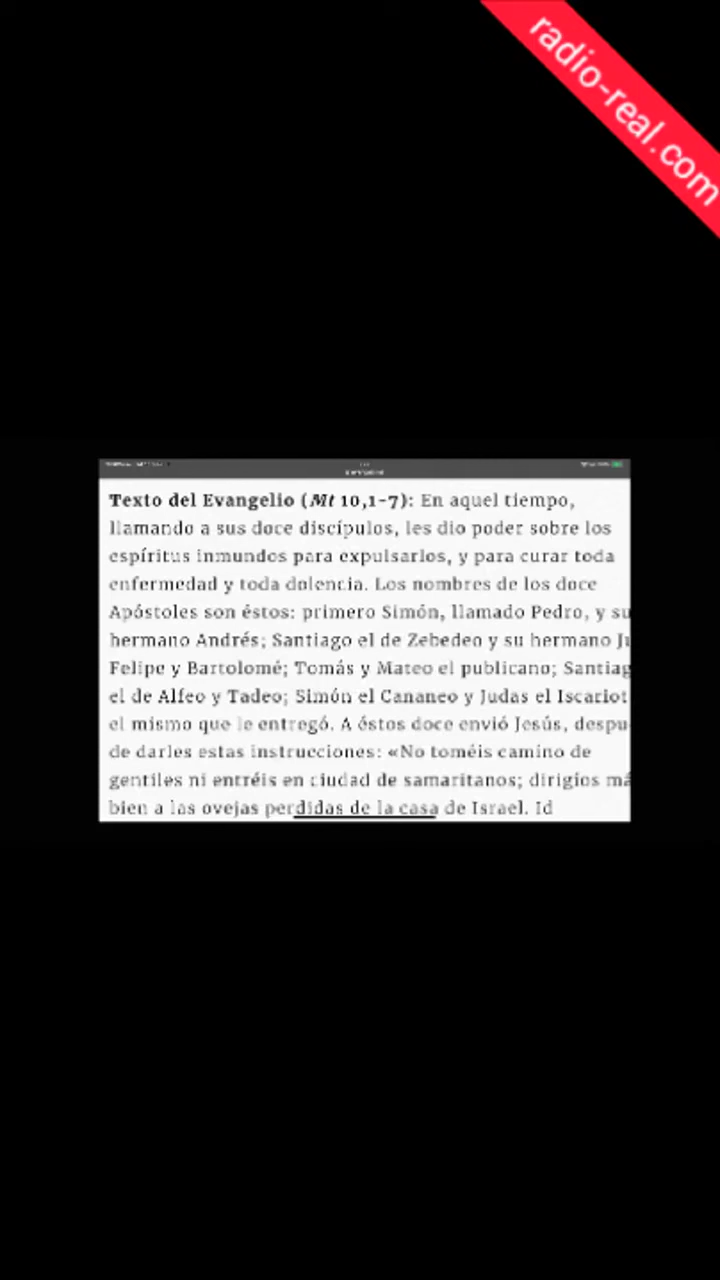 radio-real.com
Texto del Evangelio (Mt 10,1-7): En aquel tiempo,
llamando a sus doce discípulos, les dio poder sobre los
espíritus inmundos para expulsarlos, y para curar toda
enfermedad y toda dolencia. Los nombres de los doce
Apóstoles son éstos: primero Simón, llamado Pedro, y su
hermano Andrés; Santiago el de Zebedeo y su hermano
Felipe y Bartolomé; Tomás y Mateo el publicano; Santiag
el de Alfeo y Tadeo; Simón el Cananeo y Judas el Iscariot
el mismo que le entregó. A éstos doce envió Jesús, despu
de darles estas instrucciones: «No toméis camino de
gentiles ni entréis en ciudad de samaritanos; dirigíos má
bien a las ovejas perdidas de la casa de Israel. Id